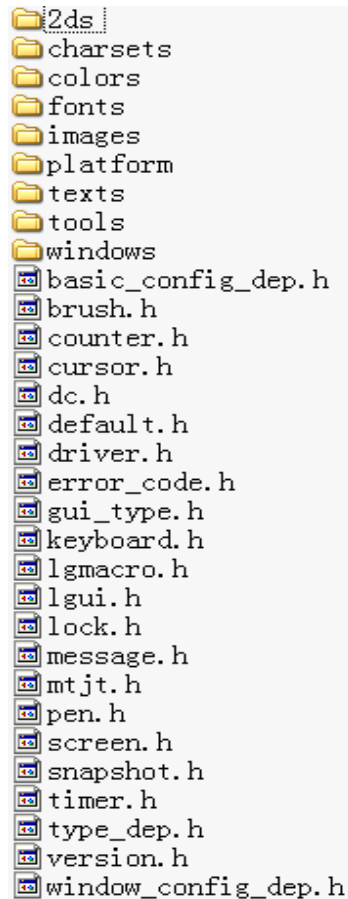 2ds
charsets
colors
fonts
images
platform
texts
tools
windows
basic_config_dep.h
brush.h
counter.h
cursor.h
dc.h
default.h
driver.h
error_code.h
gui_type.h
keyboard.h
lgmacro.h
lgui.h
lock.h
message.h
mtjt.h
pen.h
screen.h
snapshot.h
timer.h
type_dep.h
version.h
window_config_dep.h